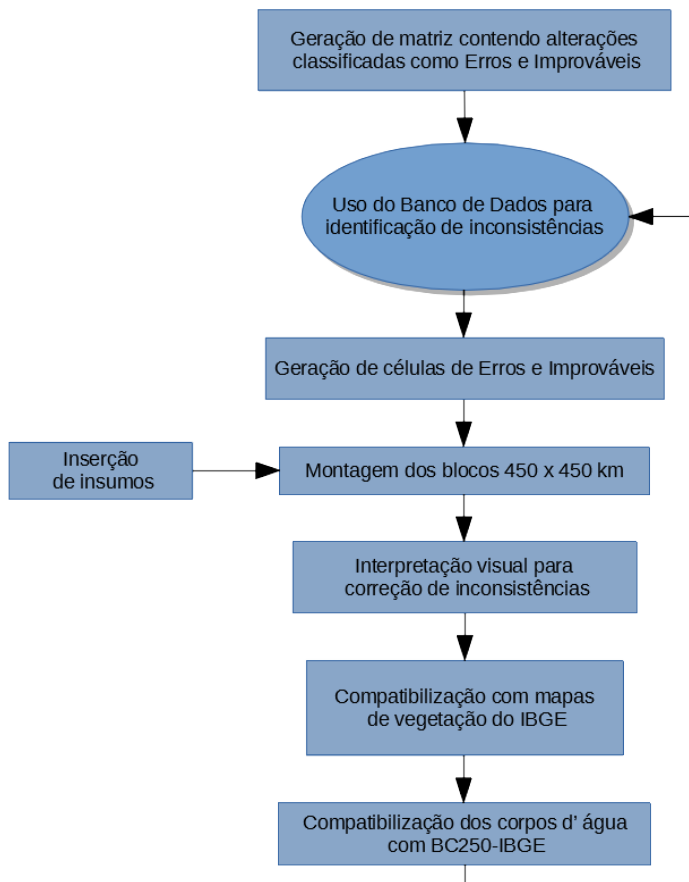 Geração de matriz contendo alterações
classificadas como Erros e Improváveis
Uso do Banco de Dados para
identificação de inconsistências
Geração de células de Erros e Improváveis
Inserção
de insumos
Montagem dos blocos 450 x 450 km
Interpretação visual para
correção de inconsistências
Compatibilização com mapas
de vegetação do IBGE
Compatibilização dos corpos d' água
com BC250-IBGE